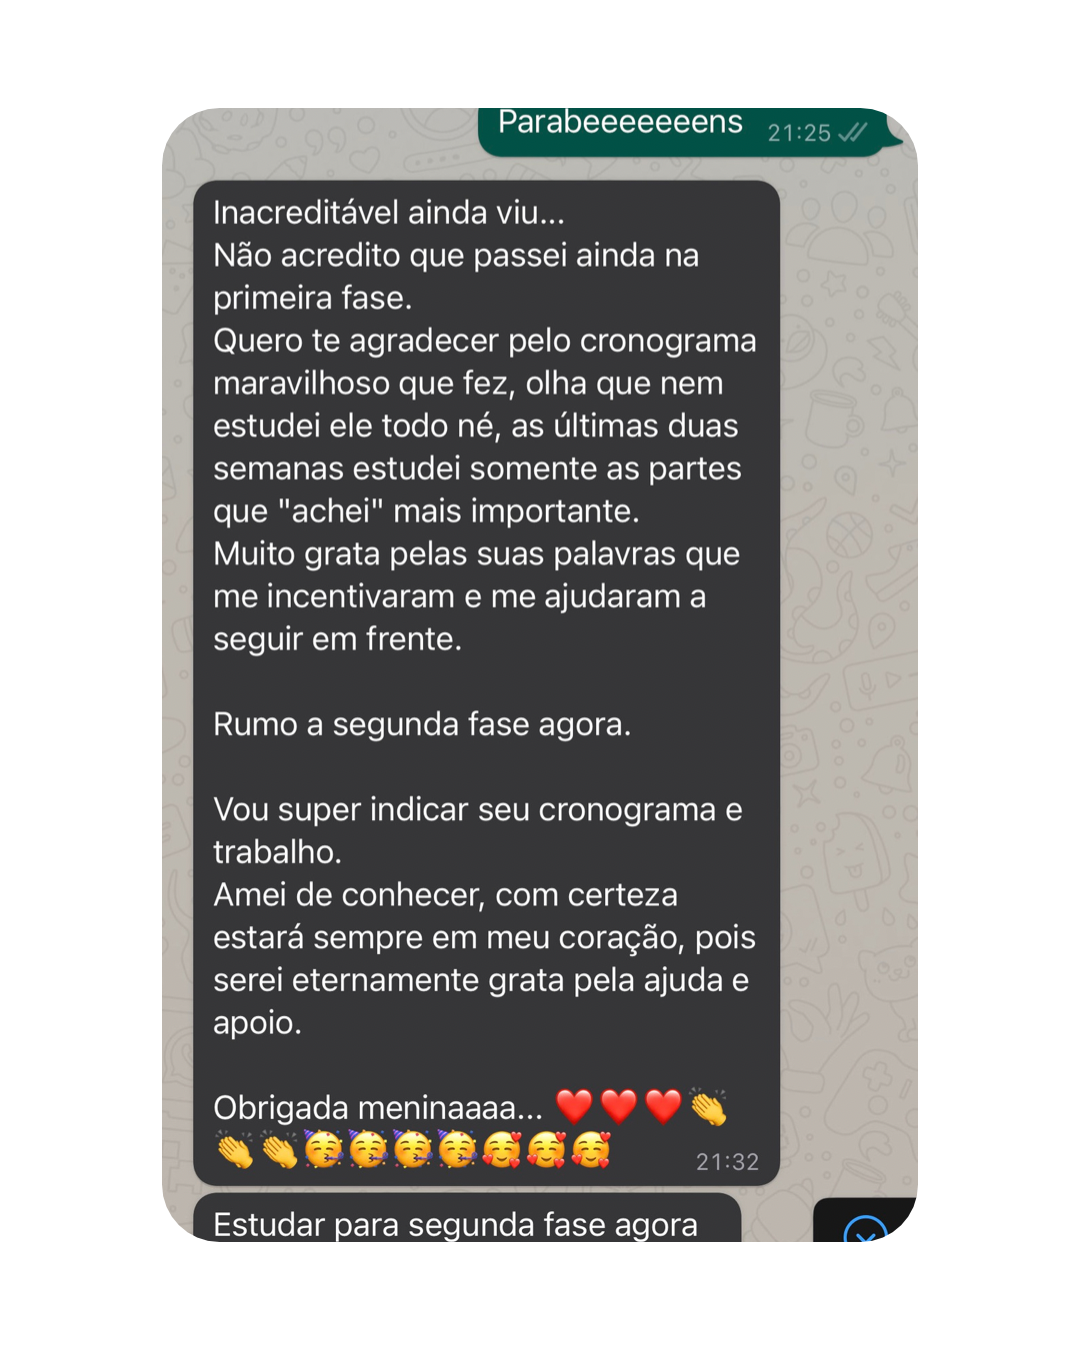 Parabeeeeeeens 21:25
Inacreditável ainda viu...
Não acredito que passei ainda na
primeira fase.
Quero te agradecer pelo cronograma
maravilhoso que fez, olha que nem
estudei ele todo né, as últimas duas
semanas estudei somente as partes
que "achei" mais importante.
Muito grata pelas suas palavras que
me incentivaram e me ajudaram a
seguir em frente.
Rumo a segunda fase agora.
Vou super indicar seu cronograma e
trabalho.
Amei de conhecer, com certeza
estará sempre em meu coração, pois
serei eternamente grata pela ajuda e
apoio.
Obrigada meninaaaa... ❤️❤️❤️👏
👏👏🥳🥳🥳🥳🥰🥰🥰 21:32
Estudar para segunda fase agora